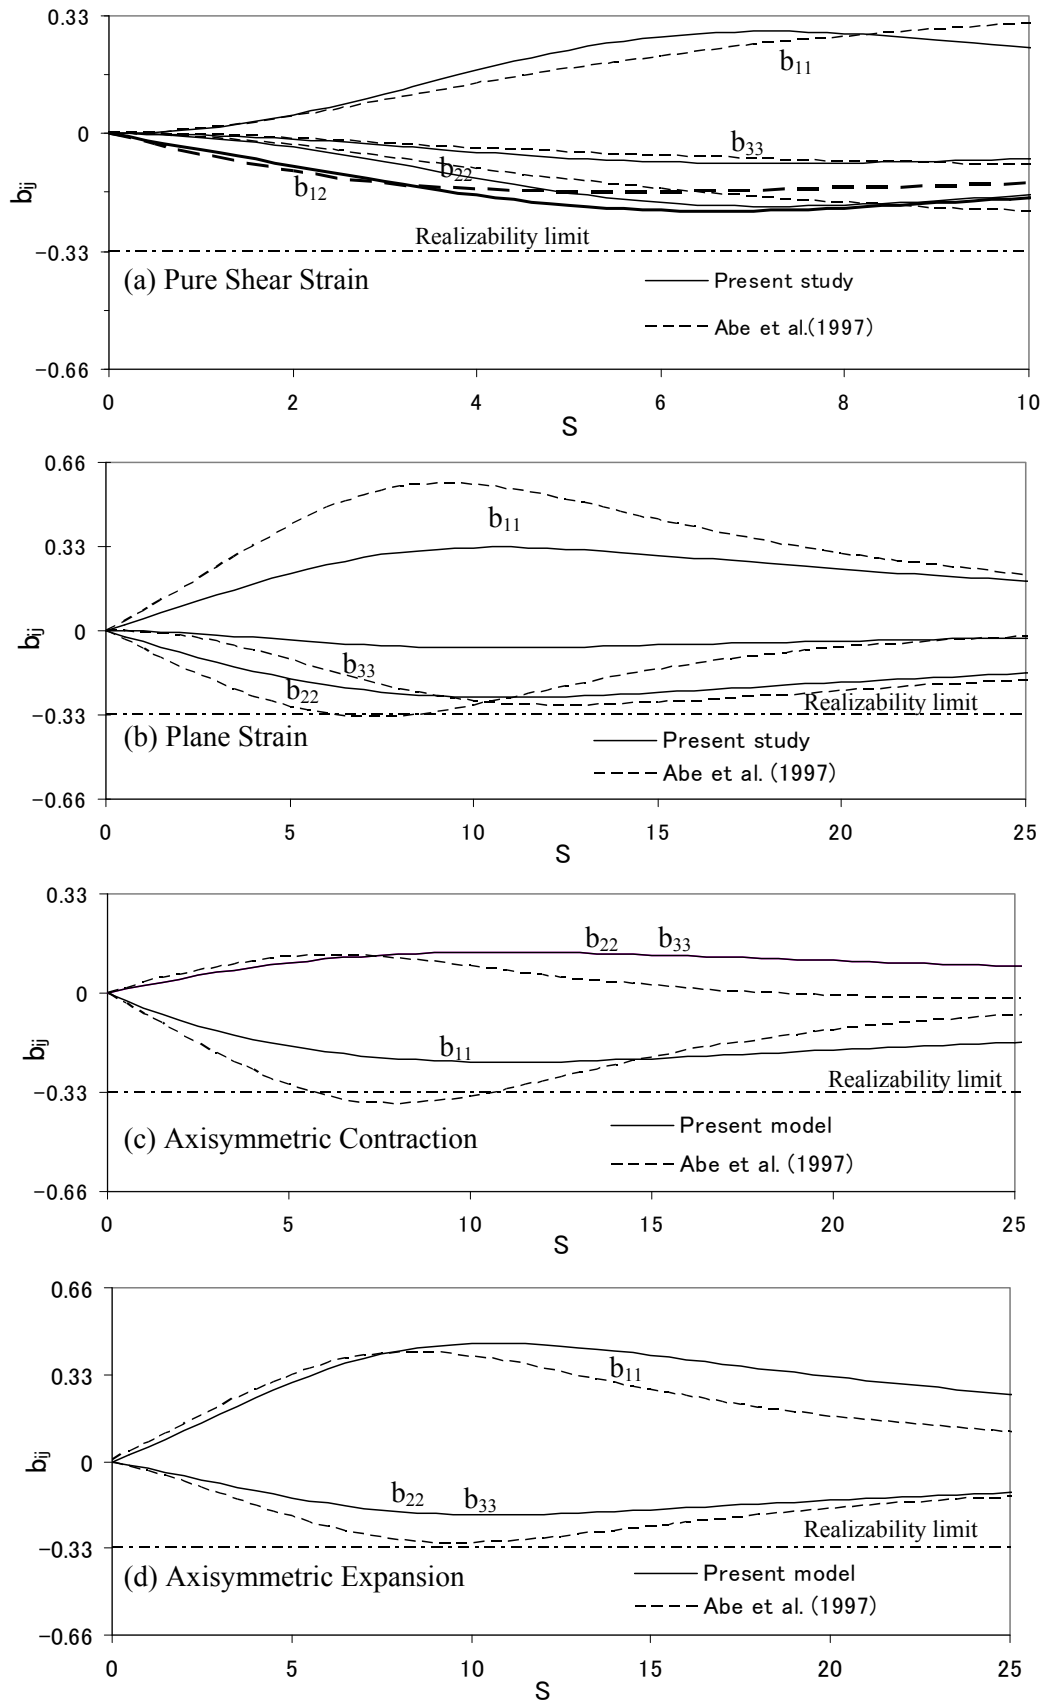 0.33
b11
b33
0
b22
b12
bij
Realizability limit
-0.33
(a) Pure Shear Strain
Present study
Abe et al.(1997)
-0.66
0 2 4 6 8 10
S
0.66
b11
0.33
0
bij
b33
b22
Realizability limit
-0.33
(b) Plane Strain
Present study
Abe et al. (1997)
-0.66
0 5 10 15 20 25
S
0.33
b22 b33
0
bij
b11
Realizability limit
-0.33
(c) Axisymmetric Contraction
Present model
Abe et al. (1997)
-0.66
0 5 10 15 20 25
S
0.66
0.33
b11
0
bij
b22 b33
Realizability limit
-0.33
(d) Axisymmetric Expansion
Present model
Abe et al. (1997)
-0.66
0 5 10 15 20 25
S